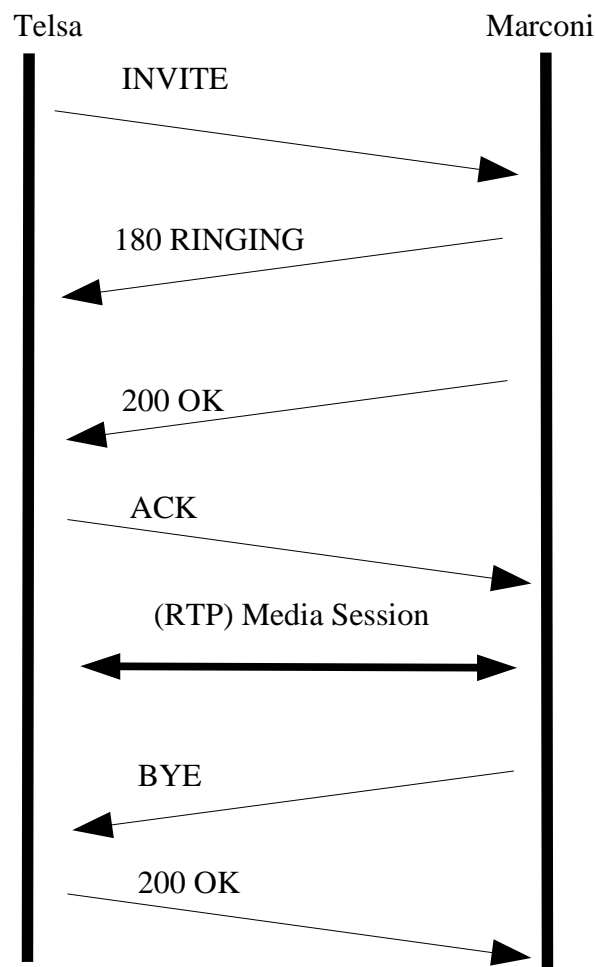 Telsa
Marconi
INVITE
180 RINGING
200 OK
ACK
(RTP) Media Session
BYE
200 OK